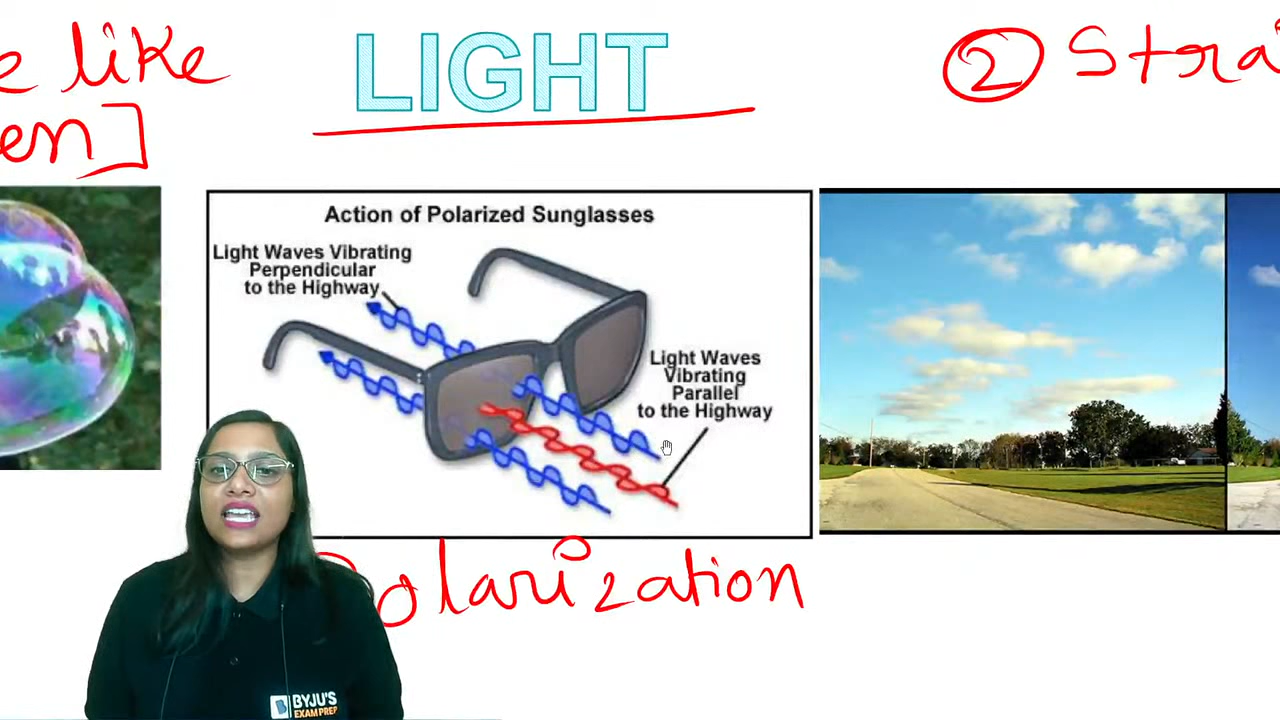 e like
en]
LIGHT
② Stra
Action of Polarized Sunglasses
Light Waves Vibrating
Perpendicular
to the Highway
Light Waves
Vibrating
Parallel
to the Highway
Polarization
BYJU'S
EXAM PREP